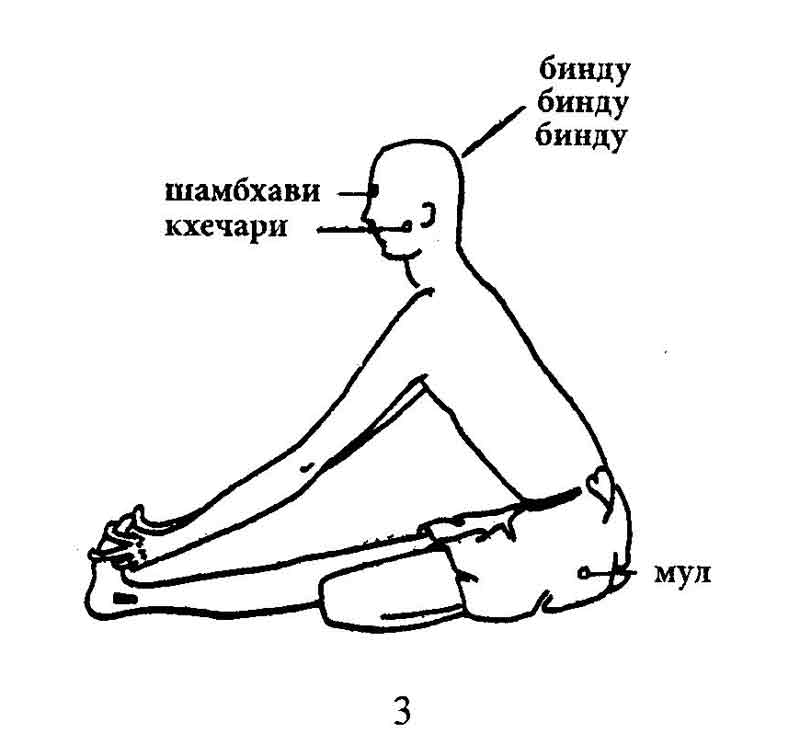 бинду
бинду
бинду
шамбхави
кхечари
мул
3